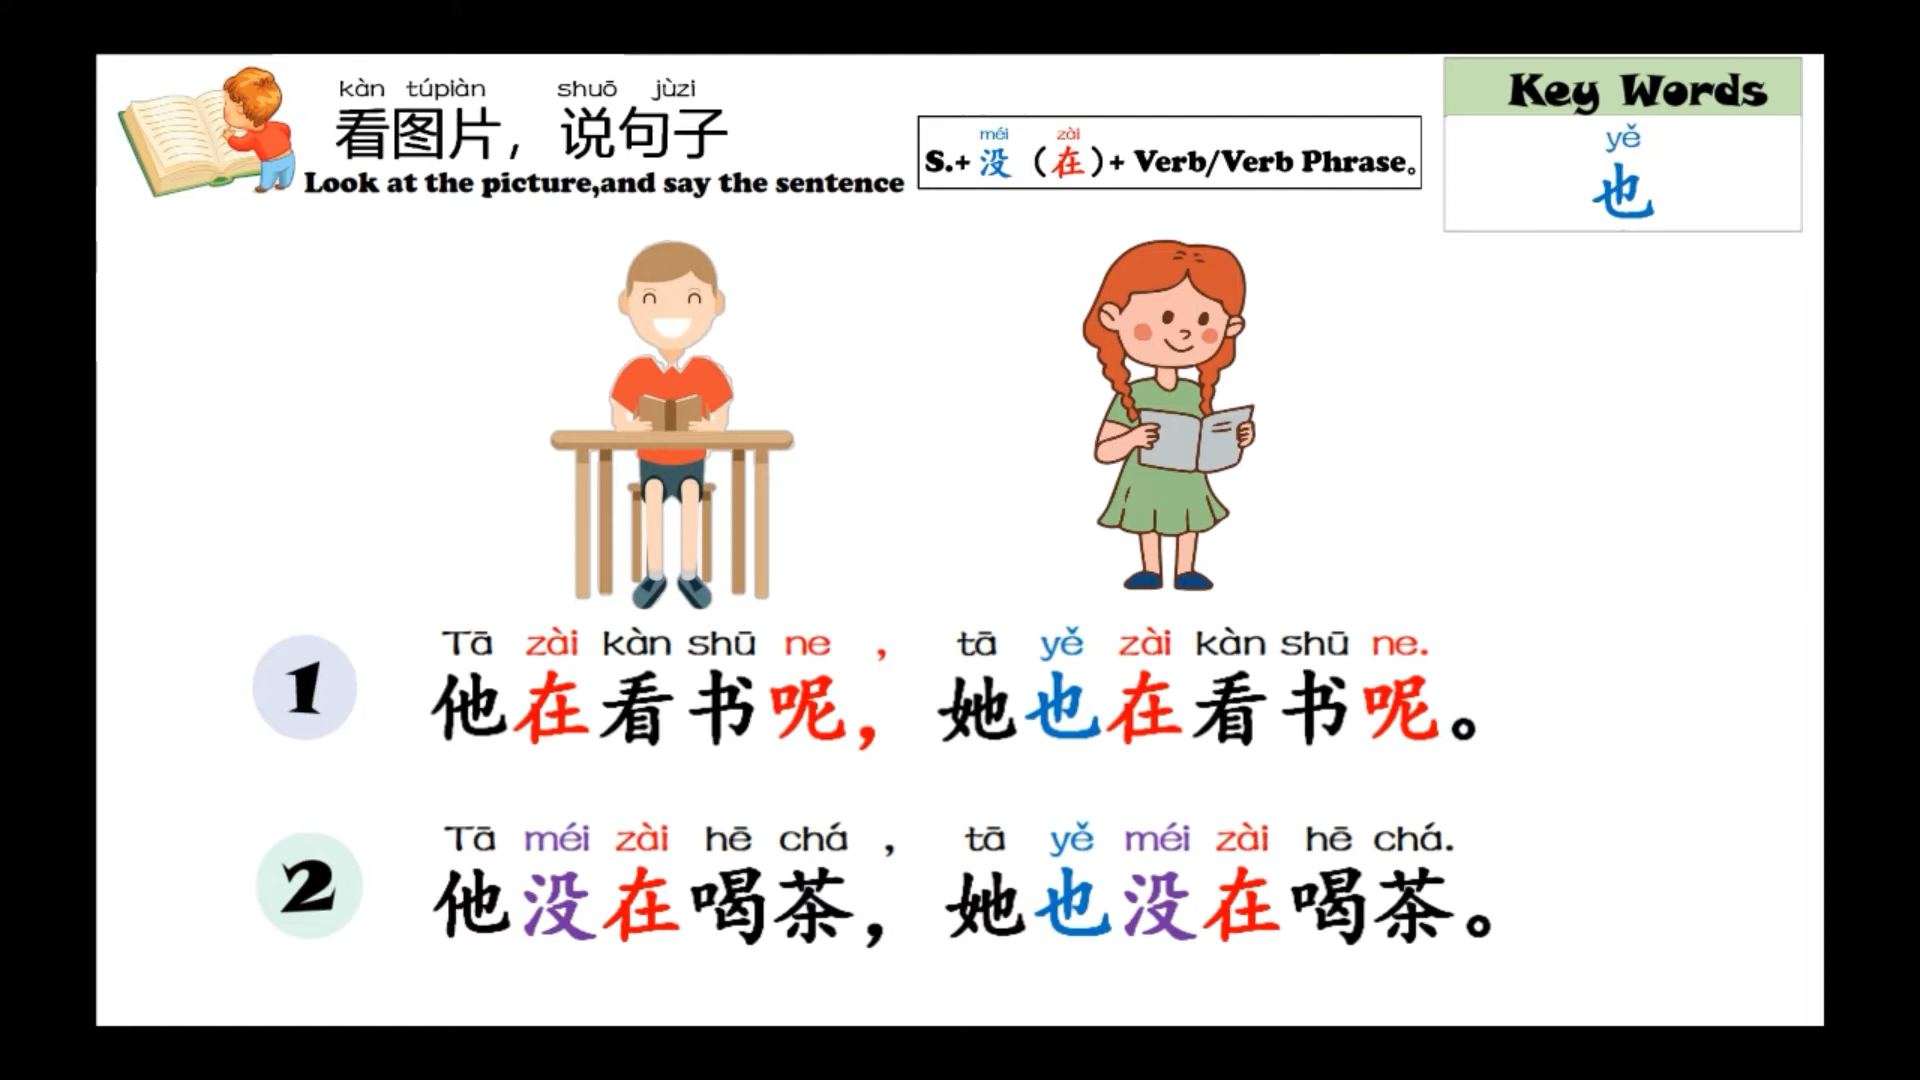 kàn túpiàn shuō jùzi
看图片，说句子
Look at the picture,and say the sentence
méi zài
S.+ 没（在）+ Verb/Verb Phrase。
Key Words
yě
也
Tā zài kàn shū ne , tā yě zài kàn shū ne.
1 他在看书呢，她也在看书呢。
Tā méi zài hē chá , tā yě méi zài hē chá.
2 他没在喝茶，她也没在喝茶。